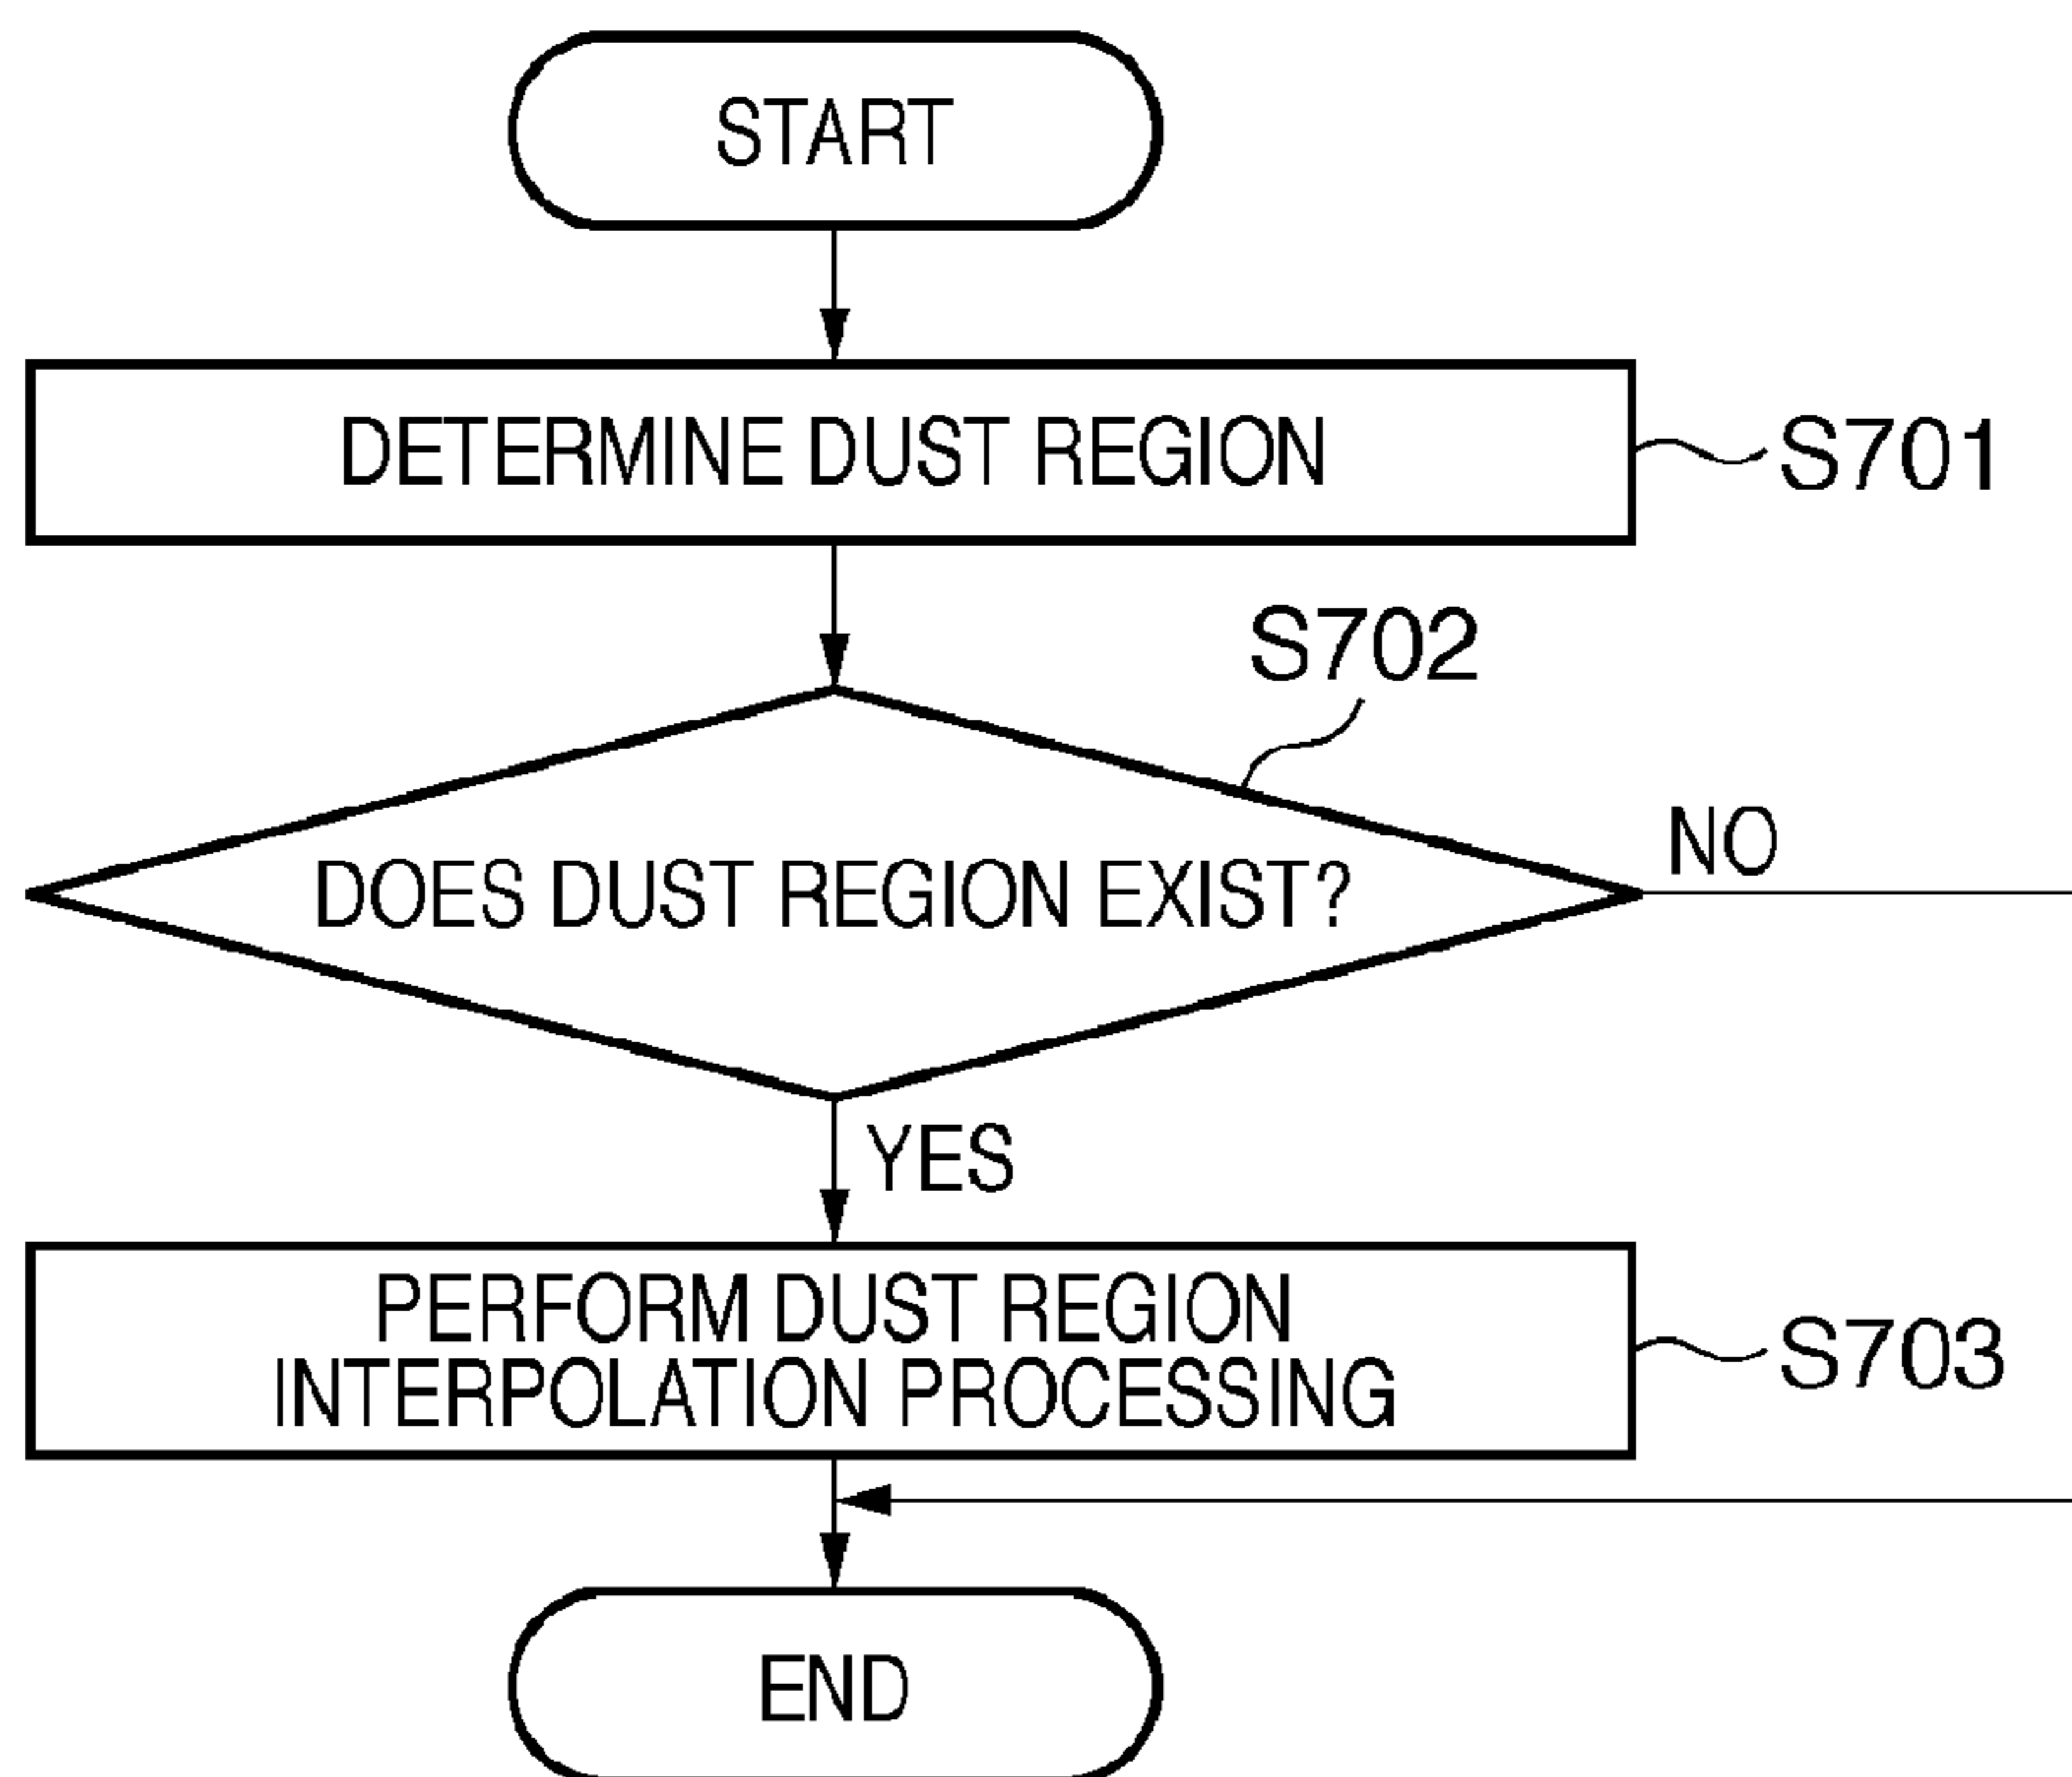 START
DETERMINE DUST REGION
S701
S702
DOES DUST REGION EXIST?
NO
YES
PERFORM DUST REGION
INTERPOLATION PROCESSING
S703
END